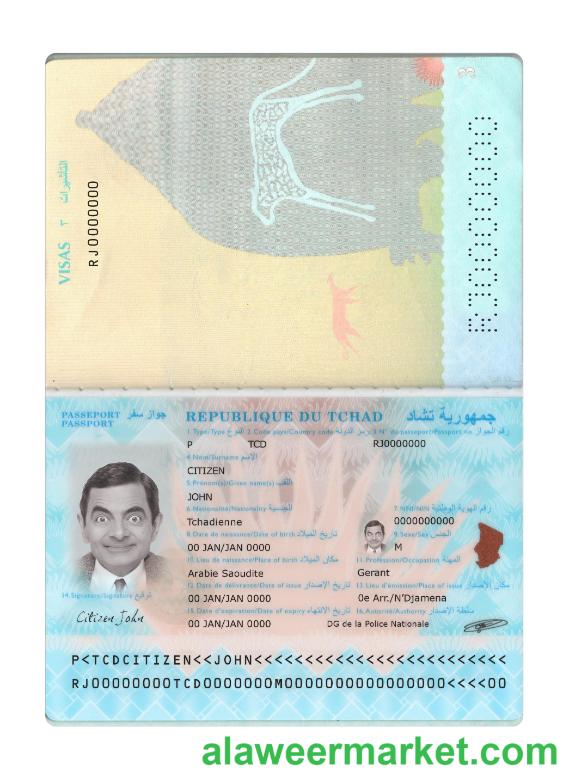 VISAS ٣ التأشيرات
RJ0000000
3
RJ0000000
PASSEPORT جواز سفر
PASSPORT
REPUBLIQUE DU TCHAD جمهورية تشاد
1. Type/Type النوع 2. Code pays/Country code رمز الدولة 3. N° de passeport/Passport no. رقم الجواز
P TCD RJ0000000
4. Nom/Surname الاسم
CITIZEN
5. Prénom(s)/Given name(s) اللقب
JOHN
6. Nationalité/Nationality الجنسية 7. NNI/NIN رقم الهوية الوطنية
Tchadienne 0000000000
8. Date de naissance/Date of birth تاريخ الميلاد 9. Sexe/Sex الجنس
00 JAN/JAN 0000 M
10. Lieu de naissance/Place of birth مكان الميلاد 11. Profession/Occupation المهنة
Arabie Saoudite Gerant
12. Date de délivrance/Date of issue تاريخ الإصدار 13. Lieu d'émission/Place of issue مكان الإصدار
00 JAN/JAN 0000 0e Arr./N'Djamena
14. Signature/Signature توقيع 15. Date d'expiration/Date of expiry تاريخ الانتهاء 16. Autorité/Authority سلطة الإصدار
Citizen John 00 JAN/JAN 0000 DG de la Police Nationale
P<TCDCITIZEN<<JOHN<<<<<<<<<<<<<<<<<<<<<<<<<<
RJ00000000TCD0000000M0000000000000000<<<<00
alaweermarket.com